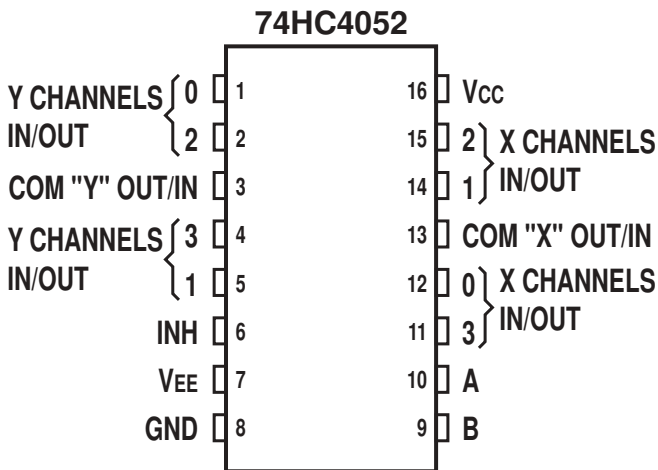 74HC4052
Y CHANNELS IN/OUT 0 1 16 VCC
2 2 15 2 X CHANNELS IN/OUT
COM "Y" OUT/IN 3 14 1
Y CHANNELS IN/OUT 3 4 13 COM "X" OUT/IN
1 5 12 0 X CHANNELS IN/OUT
INH 6 11 3
VEE 7 10 A
GND 8 9 B